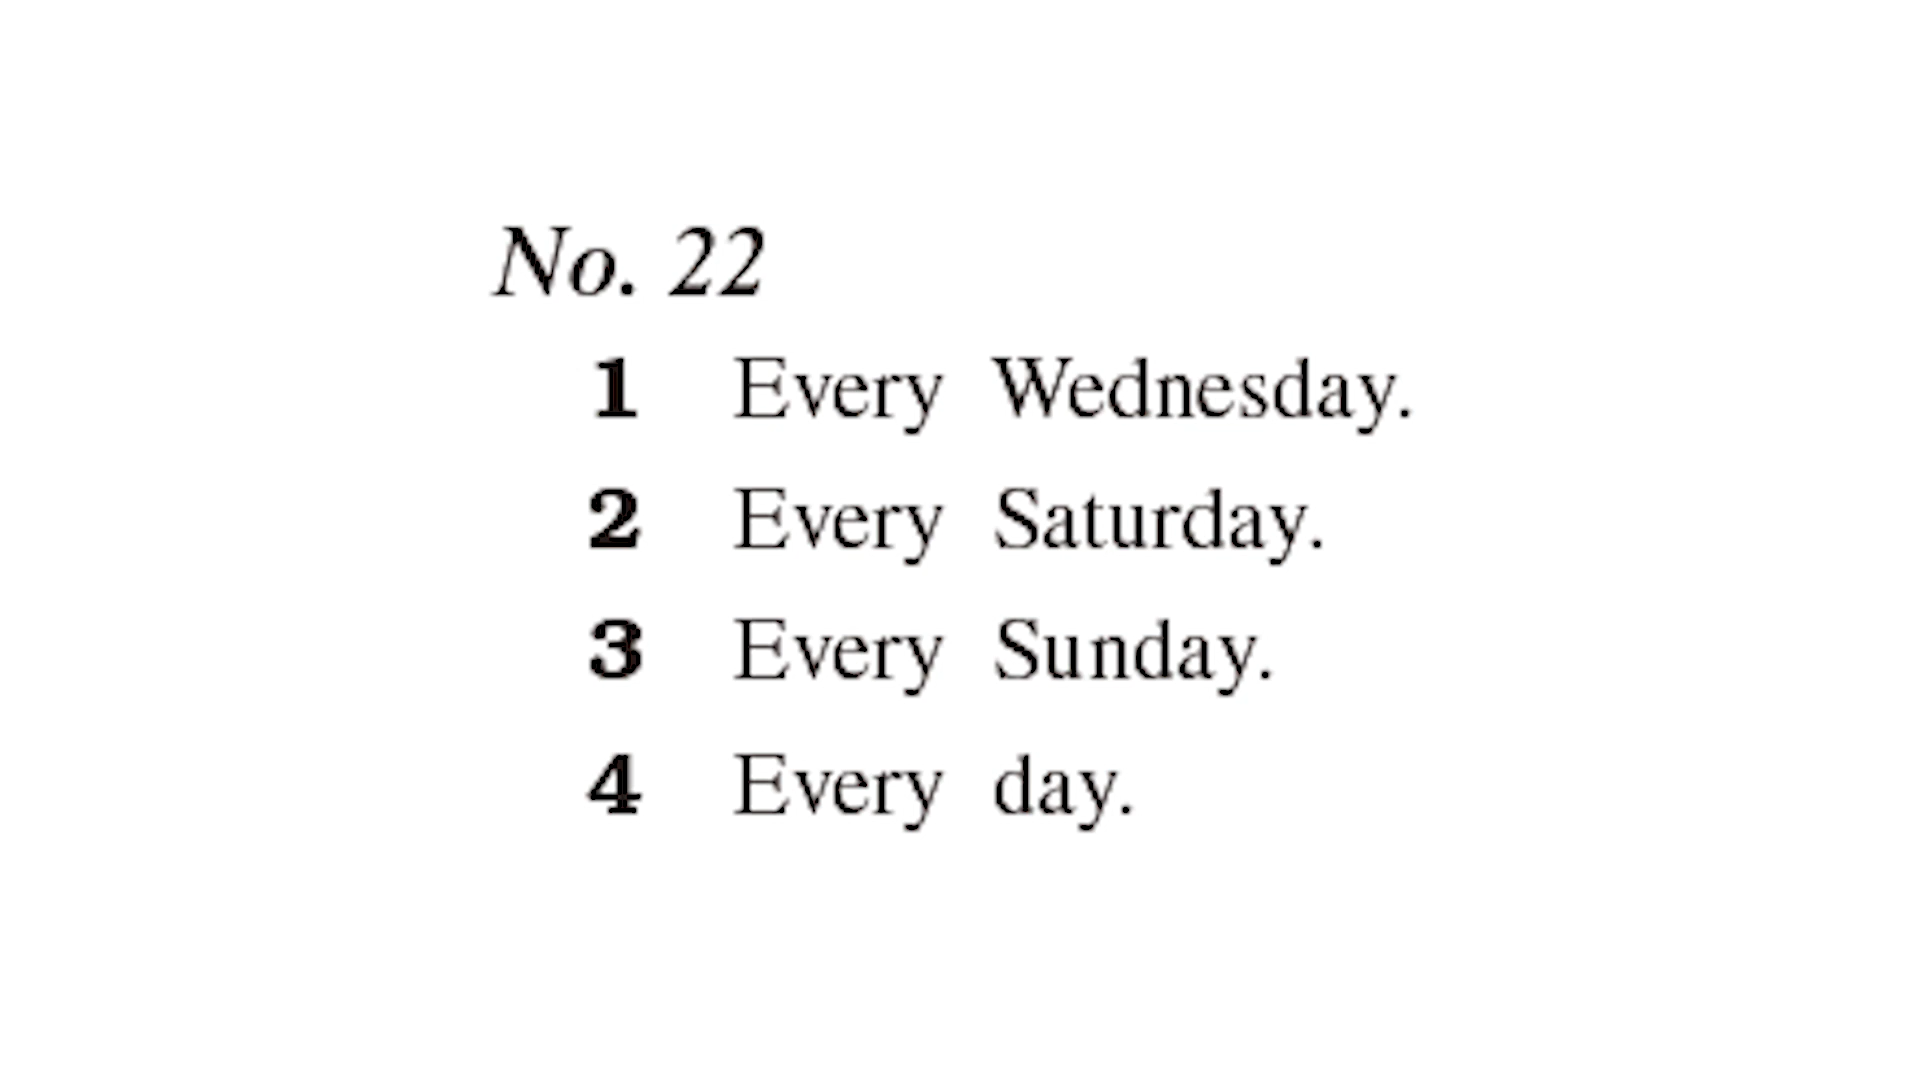 No. 22
1 Every Wednesday.
2 Every Saturday.
3 Every Sunday.
4 Every day.